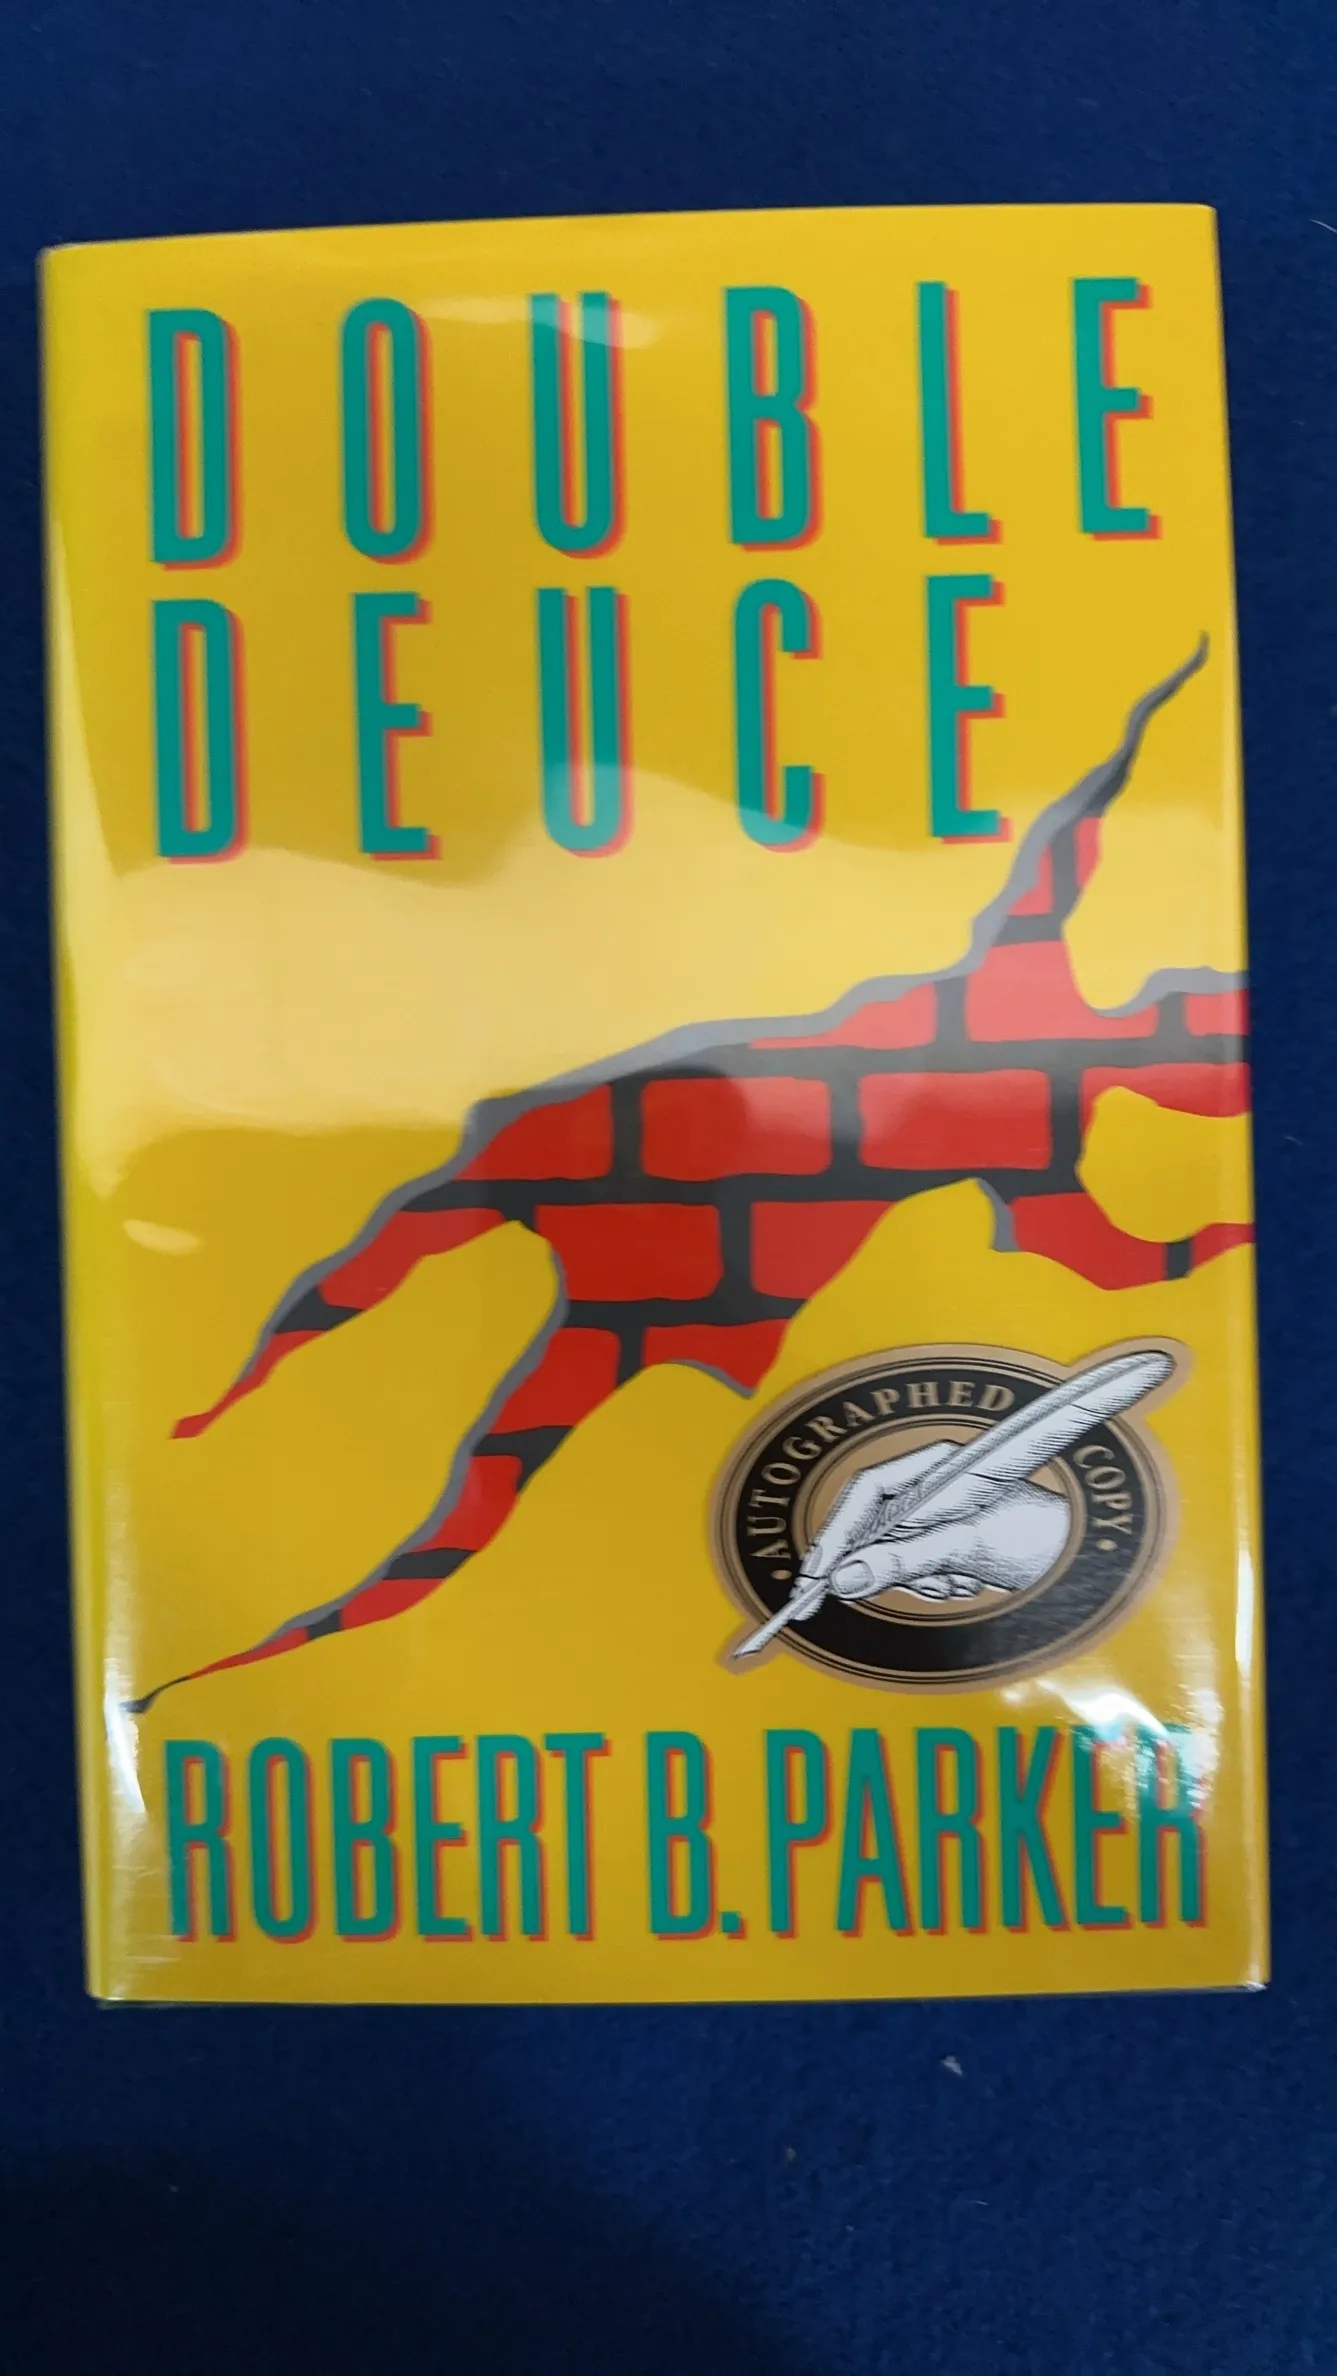 DOUBLE
DEUCE
• AUTOGRAPHED COPY •
ROBERT B. PARKER